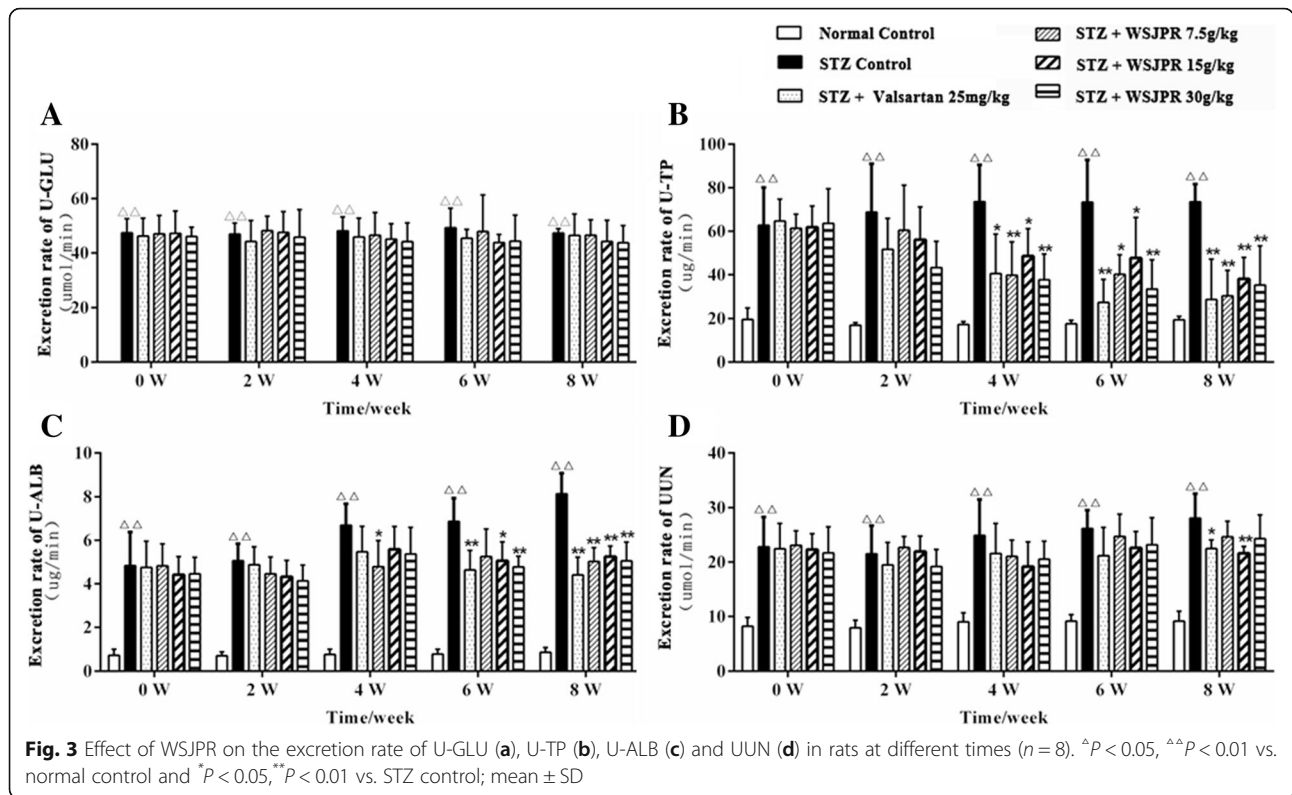 Normal Control
STZ Control
STZ + Valsartan 25mg/kg
STZ + WSJPR 7.5g/kg
STZ + WSJPR 15g/kg
STZ + WSJPR 30g/kg
A
Excretion rate of U-GLU
(umol/min)
80
60
40
20
0
△△ △△ △△ △△ △△
0 W 2 W 4 W 6 W 8 W
Time/week
B
Excretion rate of U-TP
(ug/min)
100
80
60
40
20
0
△△ △△ △△ △△ △△
* ** * ** ** * * ** ** ** ** **
0 W 2 W 4 W 6 W 8 W
Time/week
C
Excretion rate of U-ALB
(ug/min)
10
8
6
4
2
0
△△ △△ △△ △△ △△
* ** * ** ** ** ** **
0 W 2 W 4 W 6 W 8 W
Time/week
D
Excretion rate of UUN
(umol/min)
40
30
20
10
0
△△ △△ △△ △△ △△
* **
0 W 2 W 4 W 6 W 8 W
Time/week
Fig. 3 Effect of WSJPR on the excretion rate of U-GLU (a), U-TP (b), U-ALB (c) and UUN (d) in rats at different times (n = 8). △P < 0.05, △△P < 0.01 vs.
normal control and *P < 0.05,**P < 0.01 vs. STZ control; mean ± SD